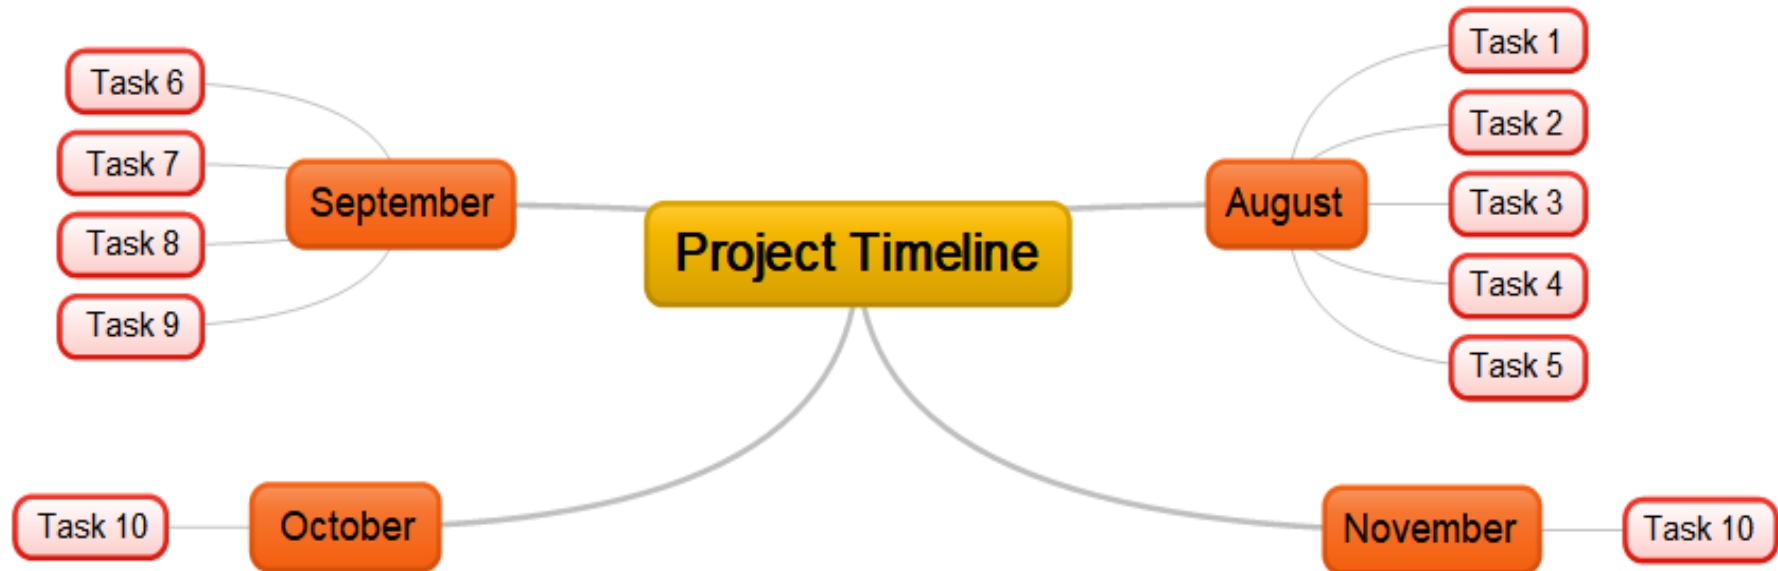 Project Timeline
August
Task 1
Task 2
Task 3
Task 4
Task 5
September
Task 6
Task 7
Task 8
Task 9
October
Task 10
November
Task 10